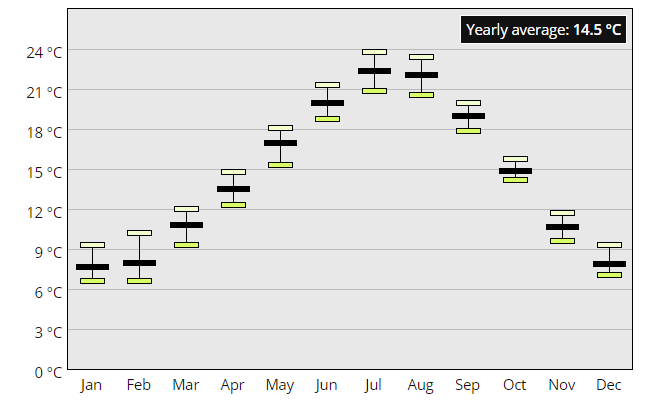 Yearly average: 14.5 °C
24 °C
21 °C
18 °C
15 °C
12 °C
9 °C
6 °C
3 °C
0 °C
Jan Feb Mar Apr May Jun Jul Aug Sep Oct Nov Dec